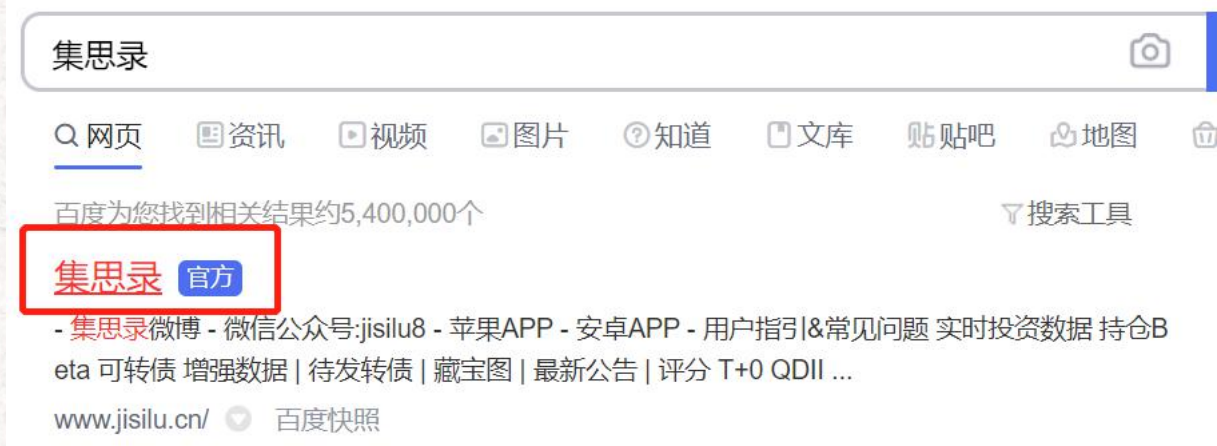 集思录
网页 资讯 视频 图片 知道 文库 贴吧 地图
百度为您找到相关结果约5,400,000个 搜索工具
集思录 官方
- 集思录微博 - 微信公众号:jisilu8 - 苹果APP - 安卓APP - 用户指引&常见问题 实时投资数据 持仓B
eta 可转债 增强数据 | 待发转债 | 藏宝图 | 最新公告 | 评分 T+0 QDII ...
www.jisilu.cn/ 百度快照